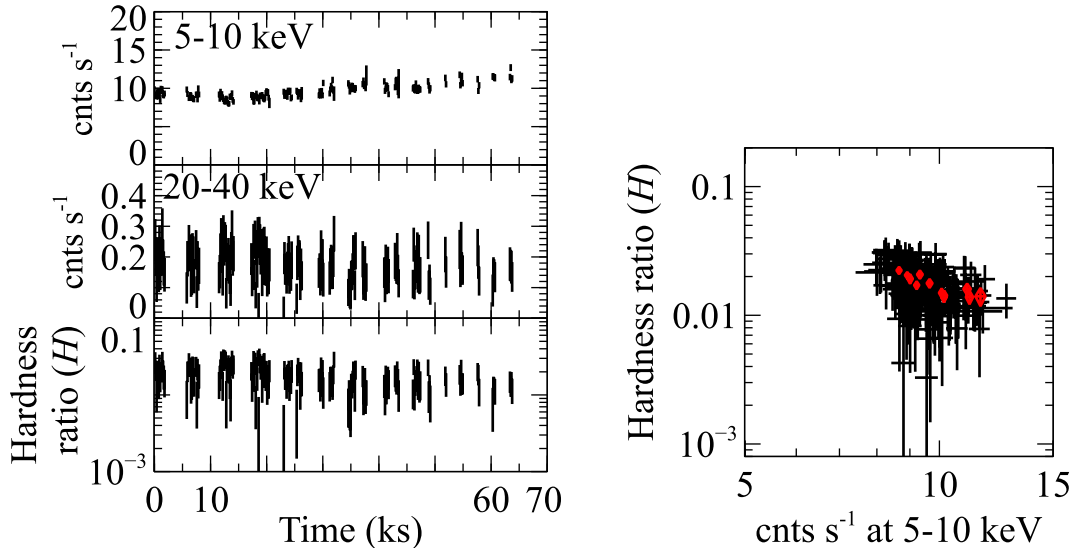 20
5-10 keV
15
10
0
cnts s⁻¹
20-40 keV
0.4
0.3
0.2
0
cnts s⁻¹
0.1
10⁻³
Hardness
ratio (H)
0 10 60 70
Time (ks)
0.1
0.01
10⁻³
Hardness ratio (H)
5 10 15
cnts s⁻¹ at 5-10 keV